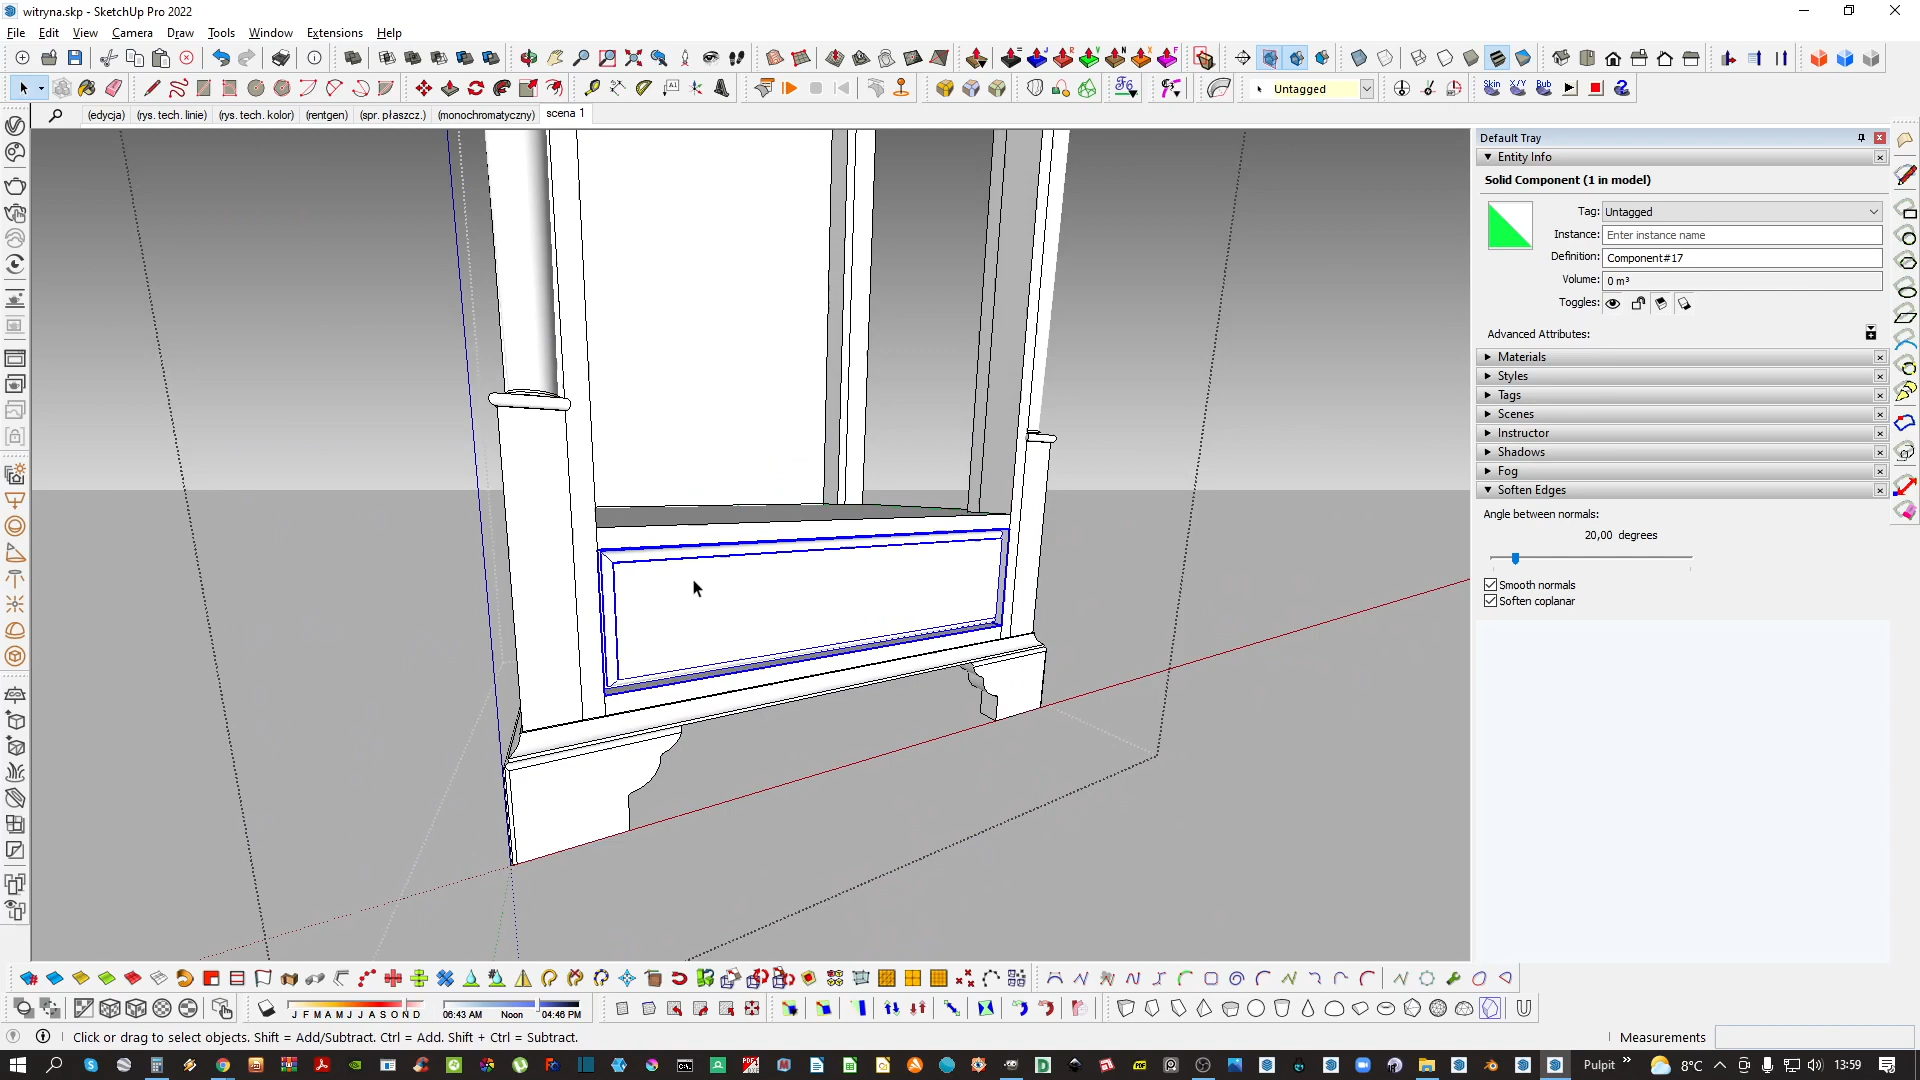 witryna.skp - SketchUp Pro 2022
File Edit View Camera Draw Tools Window Extensions Help
Untagged
Skin X/Y Bub
(edycja) (rys. tech. linie) (rys. tech. kolor) (rentgen) (spr. płaszcz.) (monochromatyczny) scena 1
Default Tray
Entity Info
Solid Component (1 in model)
Tag: Untagged
Instance: Enter instance name
Definition: Component#17
Volume: 0 m³
Toggles:
Advanced Attributes:
Materials
Styles
Tags
Scenes
Instructor
Shadows
Fog
Soften Edges
Angle between normals:
20,00 degrees
Smooth normals
Soften coplanar
J F M A M J J A S O N D
06:43 AM Noon 04:46 PM
Click or drag to select objects. Shift = Add/Subtract. Ctrl = Add. Shift + Ctrl = Subtract.
Measurements
Pulpit
8°C
13:59